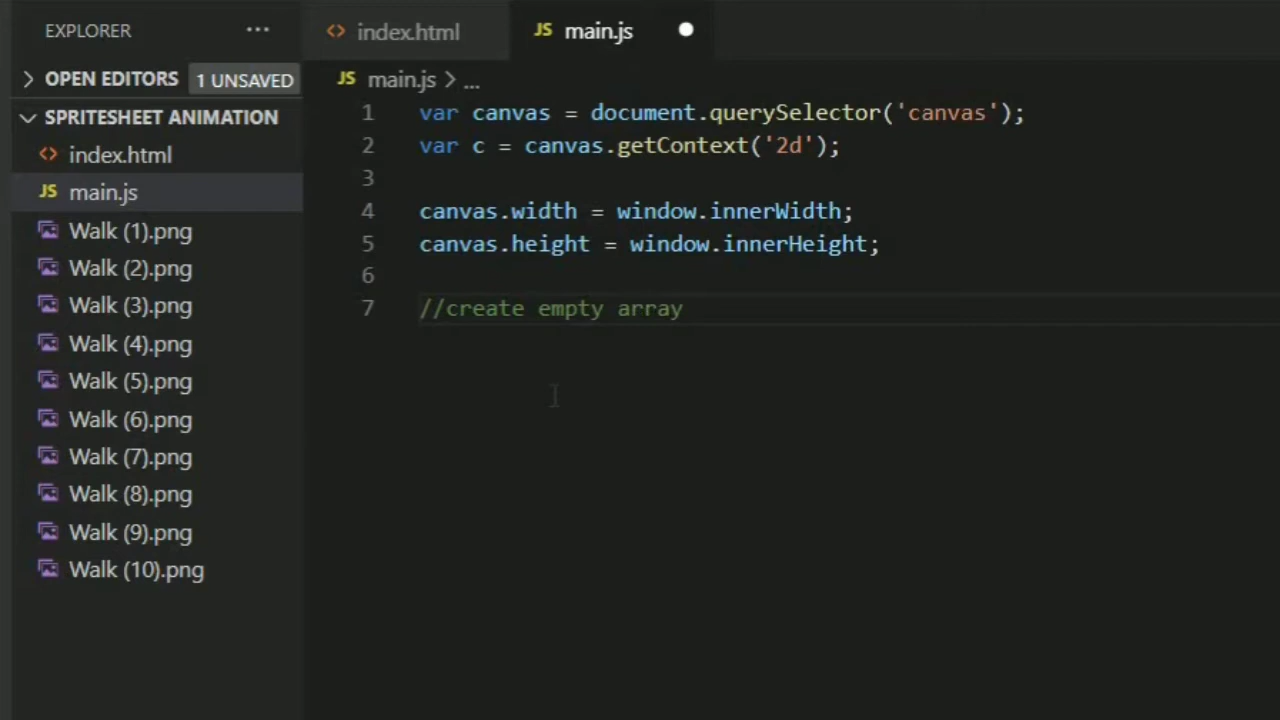 EXPLORER ...
OPEN EDITORS 1 UNSAVED
SPRITESHEET ANIMATION
<> index.html
JS main.js
Walk (1).png
Walk (2).png
Walk (3).png
Walk (4).png
Walk (5).png
Walk (6).png
Walk (7).png
Walk (8).png
Walk (9).png
Walk (10).png
<> index.html JS main.js
JS main.js > ...
1 var canvas = document.querySelector('canvas');
2 var c = canvas.getContext('2d');
3
4 canvas.width = window.innerWidth;
5 canvas.height = window.innerHeight;
6
7 //create empty array